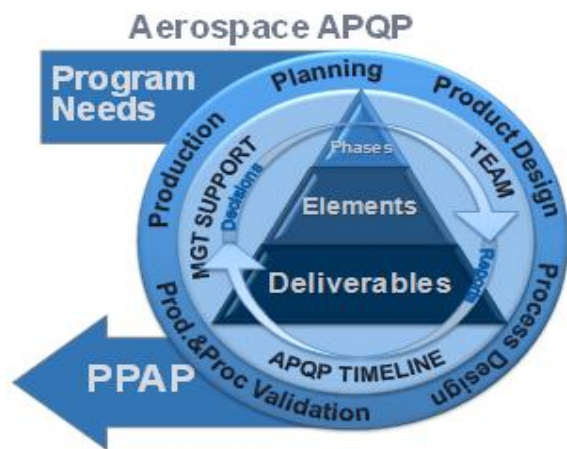 Aerospace APQP
Program
Needs
Planning
Product Design
Process Design
Prod.&Proc Validation
Production
MGT SUPPORT
TEAM
APQP TIMELINE
Decisions
Reports
Phases
Elements
Deliverables
PPAP